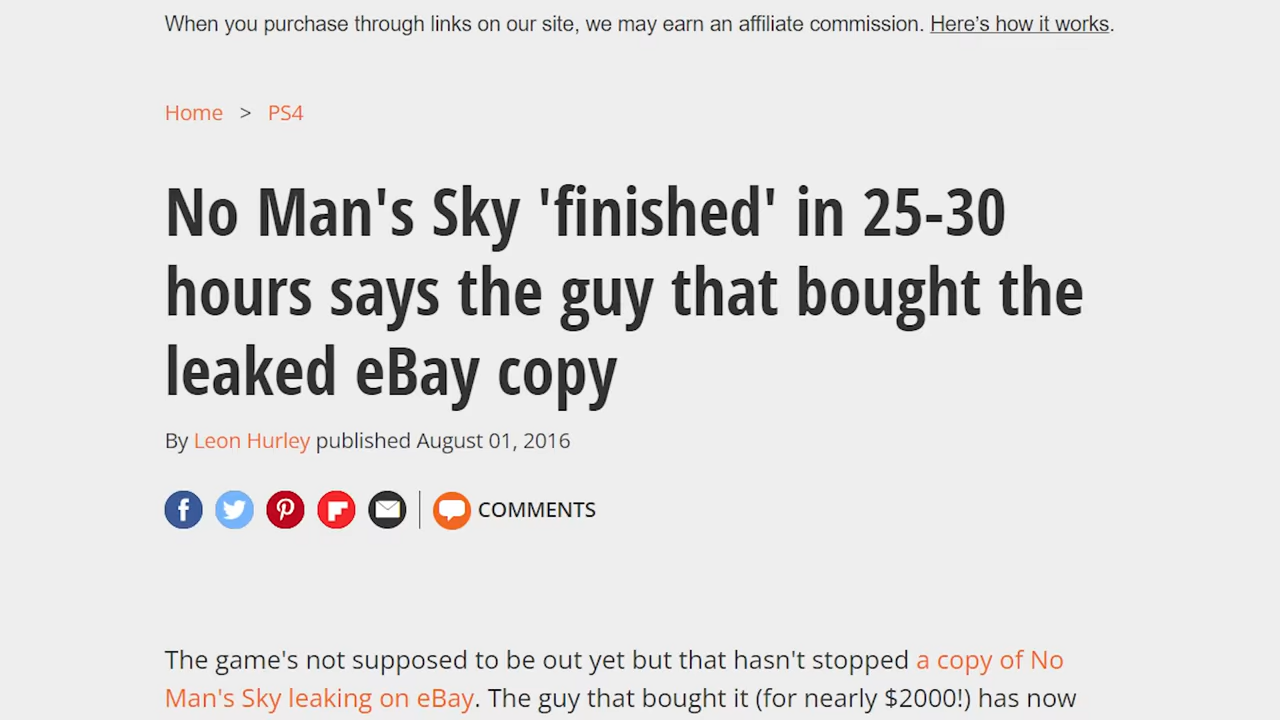 When you purchase through links on our site, we may earn an affiliate commission. Here’s how it works.
Home > PS4
No Man's Sky 'finished' in 25-30
hours says the guy that bought the
leaked eBay copy
By Leon Hurley published August 01, 2016
COMMENTS
The game's not supposed to be out yet but that hasn't stopped a copy of No
Man's Sky leaking on eBay. The guy that bought it (for nearly $2000!) has now